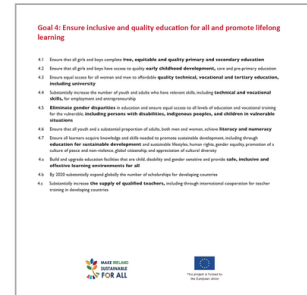 Goal 4: Ensure inclusive and quality education for all and promote lifelong
learning
4.1 Ensure that all girls and boys complete free, equitable and quality primary and secondary education
4.2 Ensure that all girls and boys have access to quality early childhood development, care and pre-primary education
4.3 Ensure equal access for all women and men to affordable quality technical, vocational and tertiary education,
including university
4.4 Substantially increase the number of youth and adults who have relevant skills, including technical and vocational
skills, for employment and entrepreneurship
4.5 Eliminate gender disparities in education and ensure equal access to all levels of education and vocational training
for the vulnerable, including persons with disabilities, indigenous peoples, and children in vulnerable
situations
4.6 Ensure that all youth and a substantial proportion of adults, both men and women, achieve literacy and numeracy
4.7 Ensure all learners acquire knowledge and skills needed to promote sustainable development, including through
education for sustainable development and sustainable lifestyles, human rights, gender equality, promotion of a
culture of peace and non-violence, global citizenship, and appreciation of cultural diversity
4.a Build and upgrade education facilities that are child, disability and gender sensitive and provide safe, inclusive and
effective learning environments for all
4.b By 2020 substantially expand globally the number of scholarships for developing countries
4.c Substantially increase the supply of qualified teachers, including through international cooperation for teacher
training in developing countries
MAKE IRELAND
SUSTAINABLE
FOR ALL
This project is funded by
the European Union